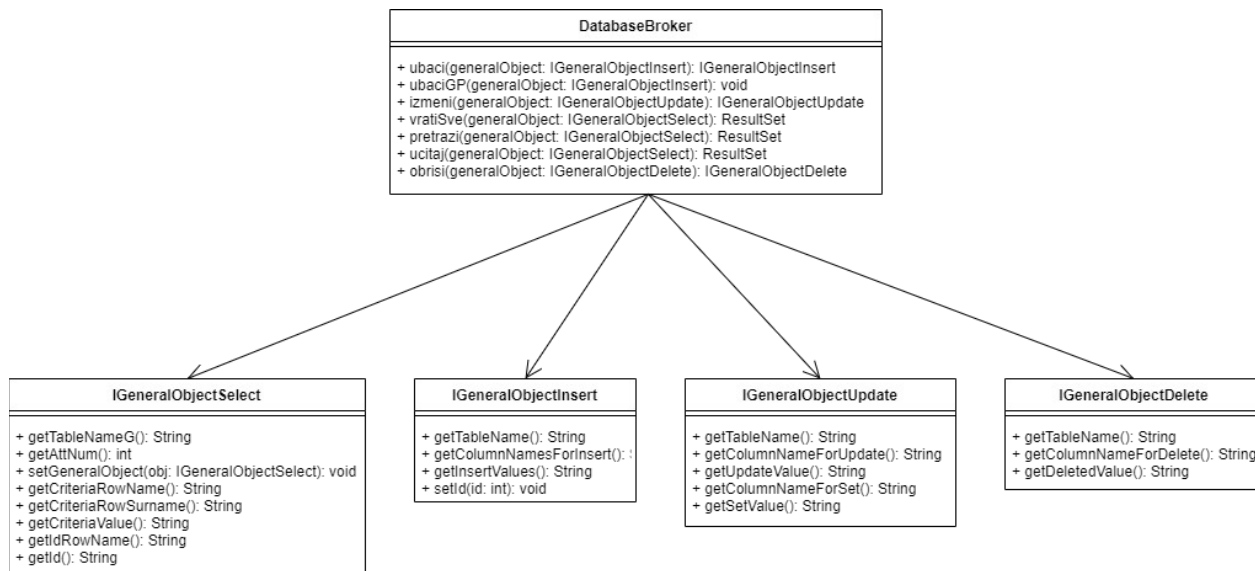 DatabaseBroker
+ ubaci(generalObject: IGeneralObjectInsert): IGeneralObjectInsert
+ ubaciGP(generalObject: IGeneralObjectInsert): void
+ izmeni(generalObject: IGeneralObjectUpdate): IGeneralObjectUpdate
+ vratiSve(generalObject: IGeneralObjectSelect): ResultSet
+ pretrazi(generalObject: IGeneralObjectSelect): ResultSet
+ ucitaj(generalObject: IGeneralObjectSelect): ResultSet
+ obrisi(generalObject: IGeneralObjectDelete): IGeneralObjectDelete
IGeneralObjectSelect
+ getTableNameG(): String
+ getAttNum(): int
+ setGeneralObject(obj: IGeneralObjectSelect): void
+ getCriteriaRowName(): String
+ getCriteriaRowSurname(): String
+ getCriteriaValue(): String
+ getIdRowName(): String
+ getId(): String
IGeneralObjectInsert
+ getTableName(): String
+ getColumnNamesForInsert():
+ getInsertValues(): String
+ setId(id: int): void
IGeneralObjectUpdate
+ getTableName(): String
+ getColumnNameForUpdate(): String
+ getUpdateValue(): String
+ getColumnNameForSet(): String
+ getSetValue(): String
IGeneralObjectDelete
+ getTableName(): String
+ getColumnNameForDelete(): String
+ getDeletedValue(): String